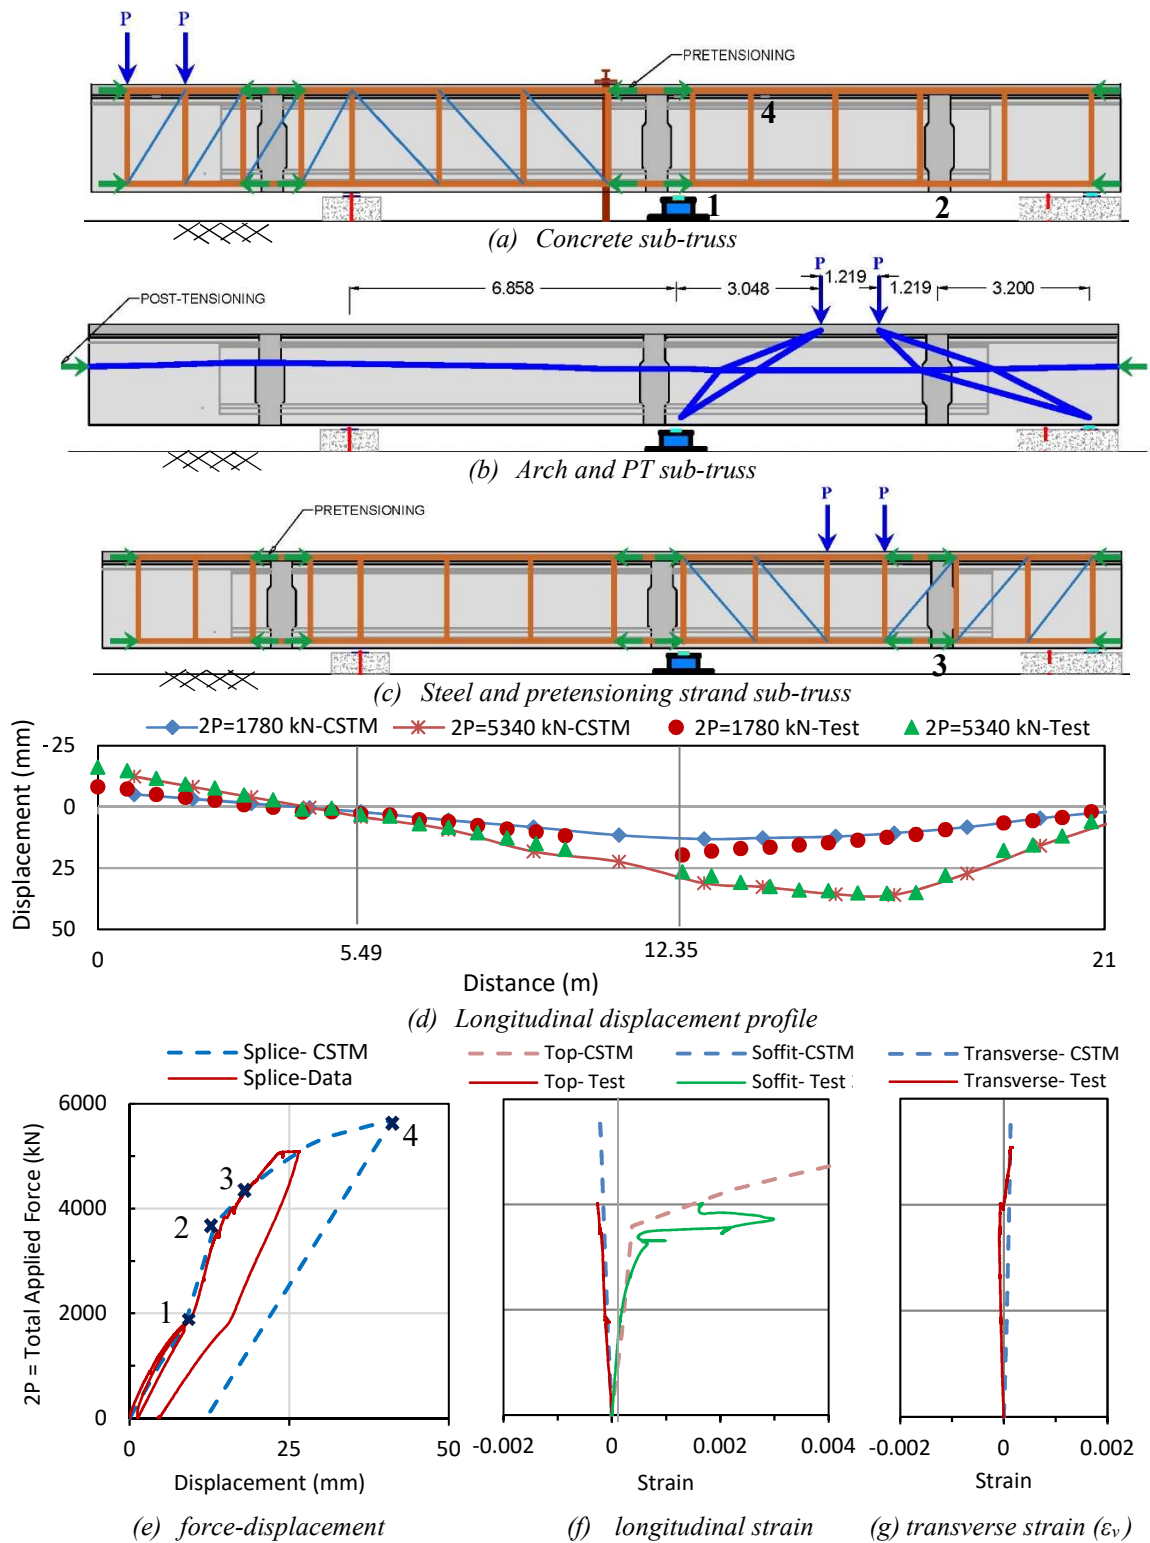 P P
PRETENSIONING
4
1 2
(a) Concrete sub-truss
P P
1.219
POST-TENSIONING 6.858 3.048 1.219 3.200
(b) Arch and PT sub-truss
P P
PRETENSIONING
3
(c) Steel and pretensioning strand sub-truss
2P=1780 kN-CSTM 2P=5340 kN-CSTM 2P=1780 kN-Test 2P=5340 kN-Test
Displacement (mm)
-25
0
25
50
0 5.49 12.35 21
Distance (m)
(d) Longitudinal displacement profile
Splice- CSTM
Splice-Data
2P = Total Applied Force (kN)
6000
4000
2000
0
1
2
3
4
0 25 50
Displacement (mm)
(e) force-displacement
Top-CSTM Soffit-CSTM
Top- Test Soffit- Test
-0.002 0 0.002 0.004
Strain
(f) longitudinal strain
Transverse- CSTM
Transverse- Test
-0.002 0 0.002
Strain
(g) transverse strain (εv)